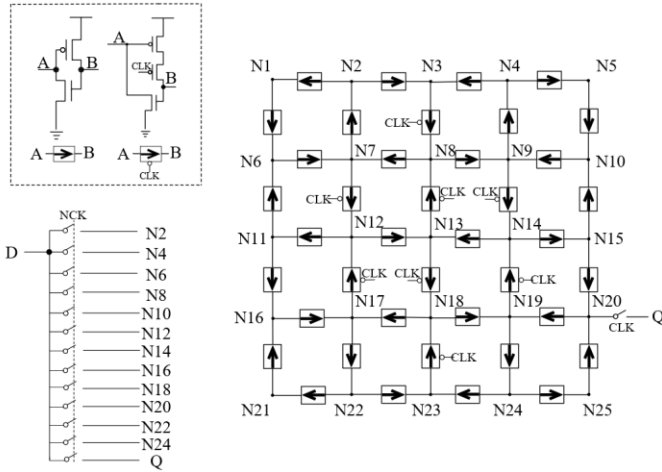 A B A B
CLK
A B A B
CLK
NCK
D
N2
N4
N6
N8
N10
N12
N14
N16
N18
N20
N22
N24
Q
N1 N2 N3 N4 N5
CLK
N6 N7 N8 N9 N10
CLK CLK CLK
N11 N12 N13 N14 N15
CLK CLK CLK
N16 N17 N18 N19 N20
CLK Q
CLK
N21 N22 N23 N24 N25